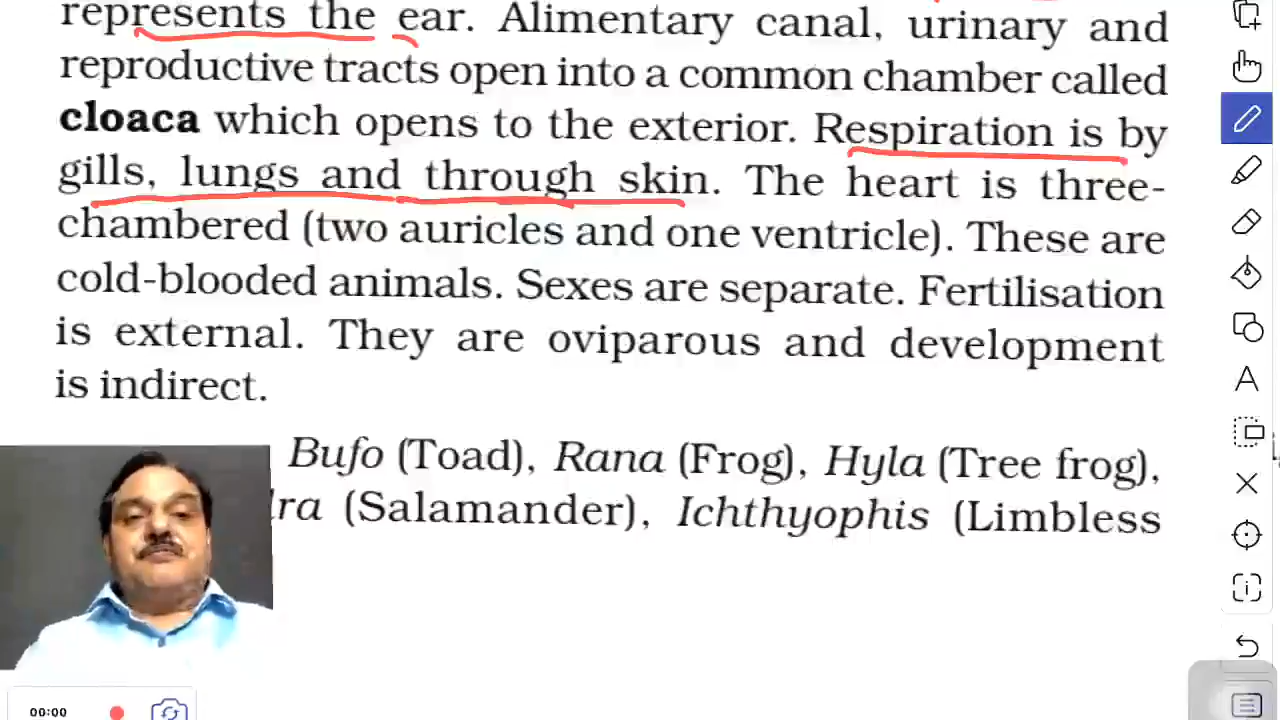 represents the ear. Alimentary canal, urinary and
reproductive tracts open into a common chamber called
cloaca which opens to the exterior. Respiration is by
gills, lungs and through skin. The heart is three-
chambered (two auricles and one ventricle). These are
cold-blooded animals. Sexes are separate. Fertilisation
is external. They are oviparous and development
is indirect.
Bufo (Toad), Rana (Frog), Hyla (Tree frog),
ra (Salamander), Ichthyophis (Limbless
00:00